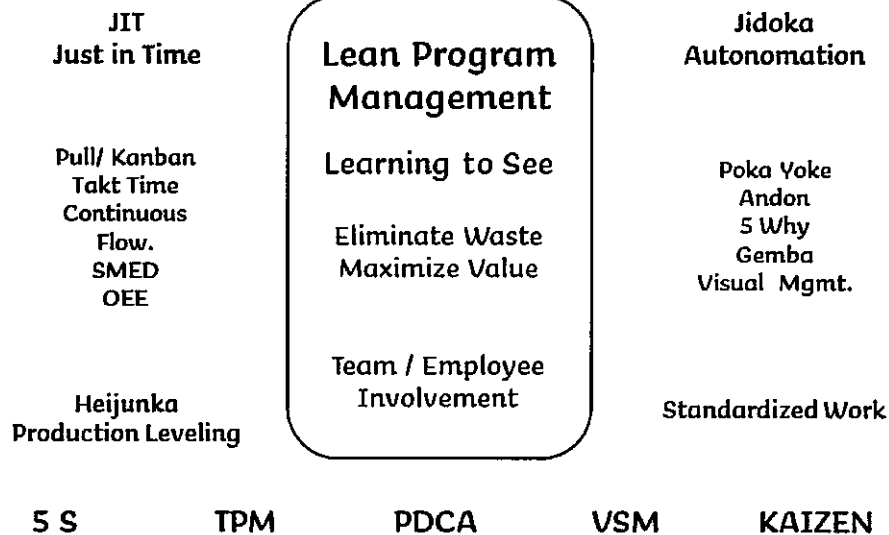 JIT
Just in Time
Pull/ Kanban
Takt Time
Continuous
Flow.
SMED
OEE
Heijunka
Production Leveling
Lean Program
Management
Learning to See
Eliminate Waste
Maximize Value
Team / Employee
Involvement
Jidoka
Autonomation
Poka Yoke
Andon
5 Why
Gemba
Visual Mgmt.
Standardized Work
5 S TPM PDCA VSM KAIZEN